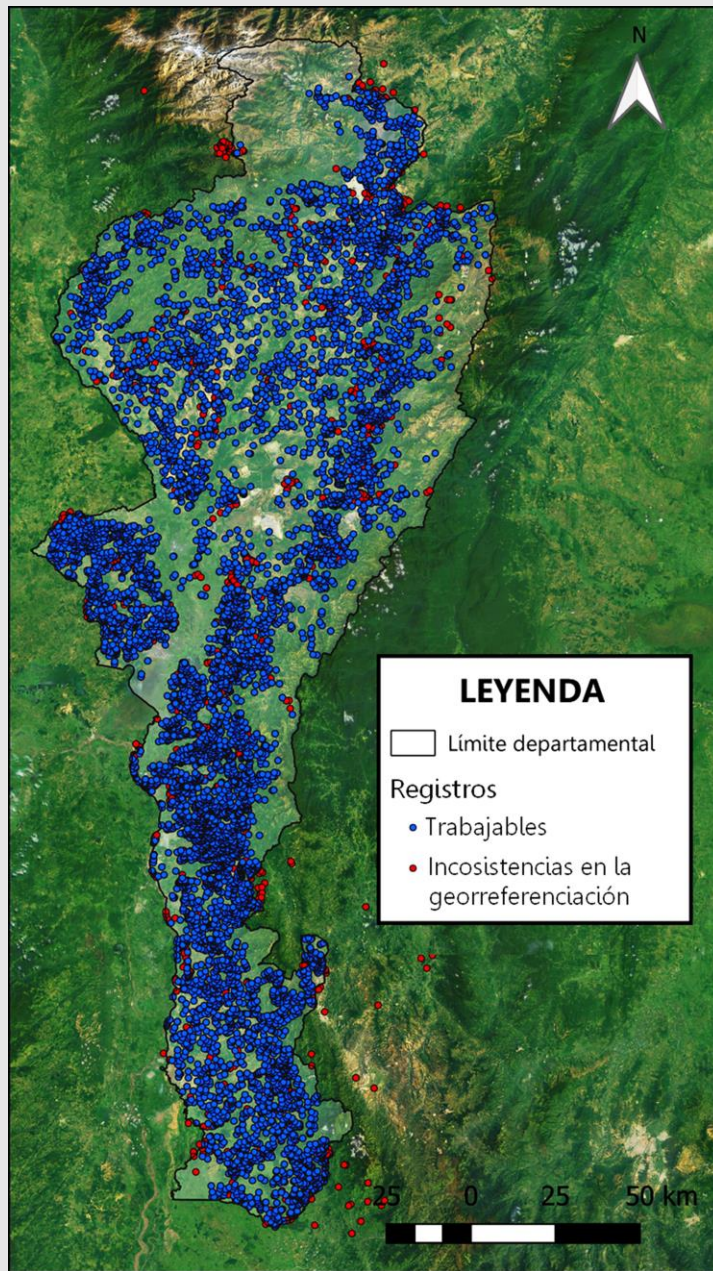 N
LEYENDA
Límite departamental
Registros
Trabajables
Incosistencias en la
georreferenciación
25 0 25 50 km